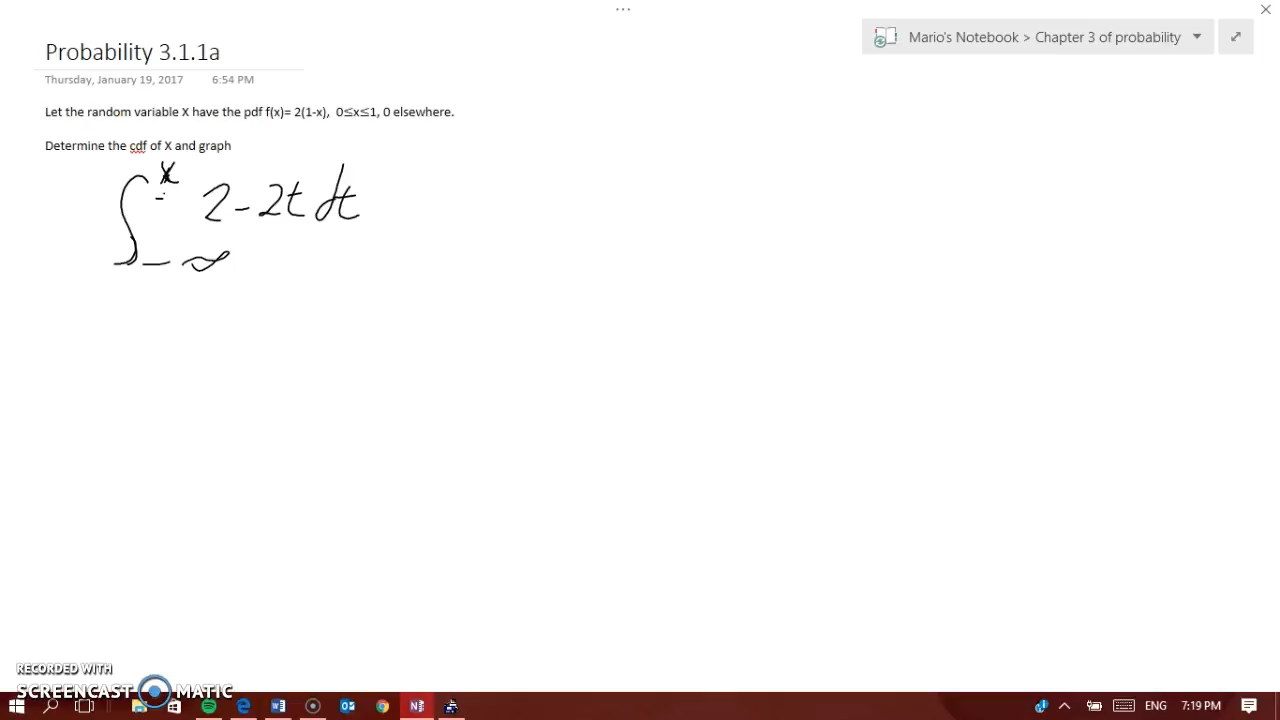 ...
Mario's Notebook > Chapter 3 of probability
Probability 3.1.1a
Thursday, January 19, 2017 6:54 PM
Let the random variable X have the pdf f(x)= 2(1-x), 0≤x≤1, 0 elsewhere.
Determine the cdf of X and graph
∫_{-∞}^{x} 2-2t dt
RECORDED WITH
SCREENCAST MATIC
ENG 7:19 PM